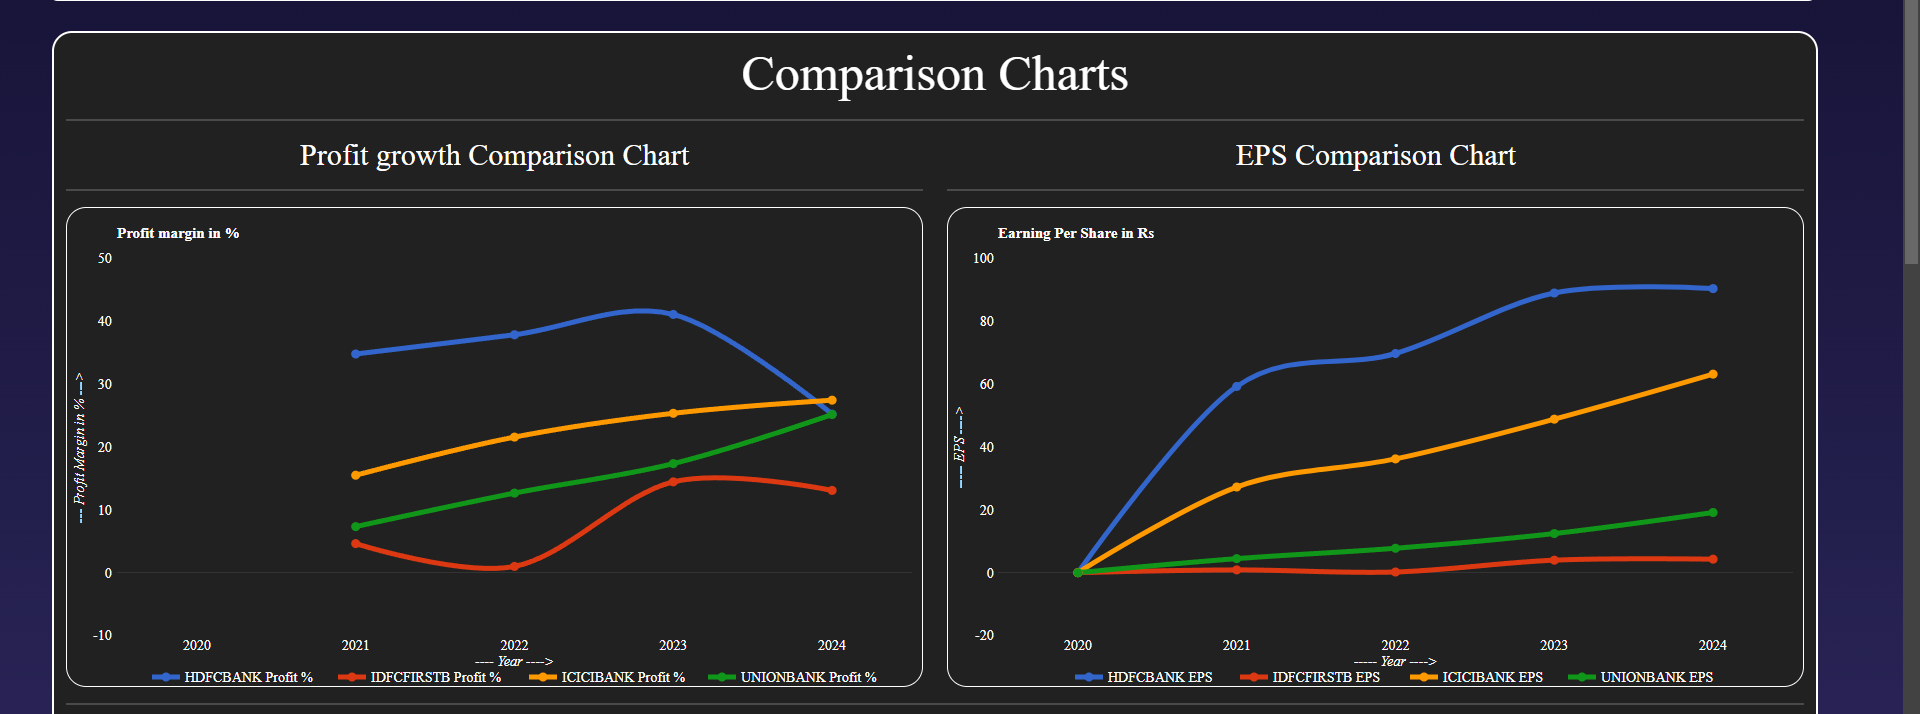 Comparison Charts
Profit growth Comparison Chart
Profit margin in %
50
40
30
20
10
0
-10
---- Profit Margin in % ---->
2020 2021 2022 2023 2024
---- Year ---->
HDFCBANK Profit % IDFCFIRSTB Profit % ICICIBANK Profit % UNIONBANK Profit %
EPS Comparison Chart
Earning Per Share in Rs
100
80
60
40
20
0
-20
---- EPS ---->
2020 2021 2022 2023 2024
----- Year ---->
HDFCBANK EPS IDFCFIRSTB EPS ICICIBANK EPS UNIONBANK EPS